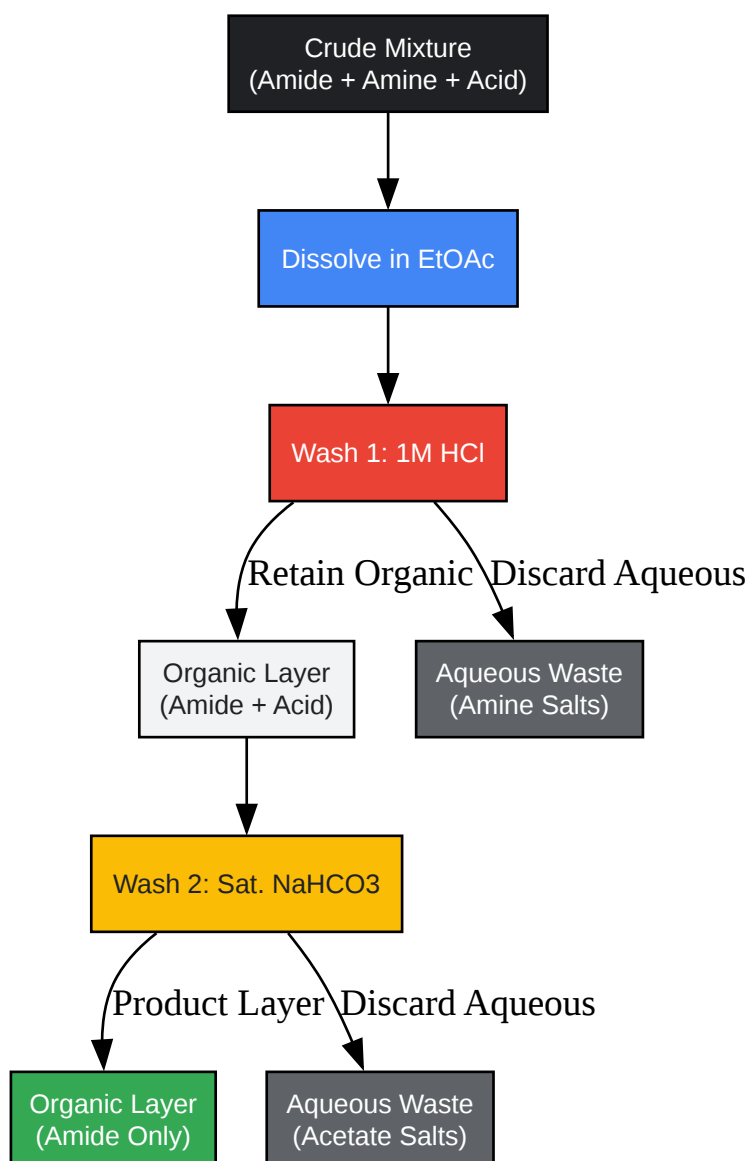 Crude Mixture
(Amide + Amine + Acid)
Dissolve in EtOAc
Wash 1: 1M HCl
Retain Organic
Discard Aqueous
Organic Layer
(Amide + Acid)
Aqueous Waste
(Amine Salts)
Wash 2: Sat. NaHCO3
Product Layer
Discard Aqueous
Organic Layer
(Amide Only)
Aqueous Waste
(Acetate Salts)